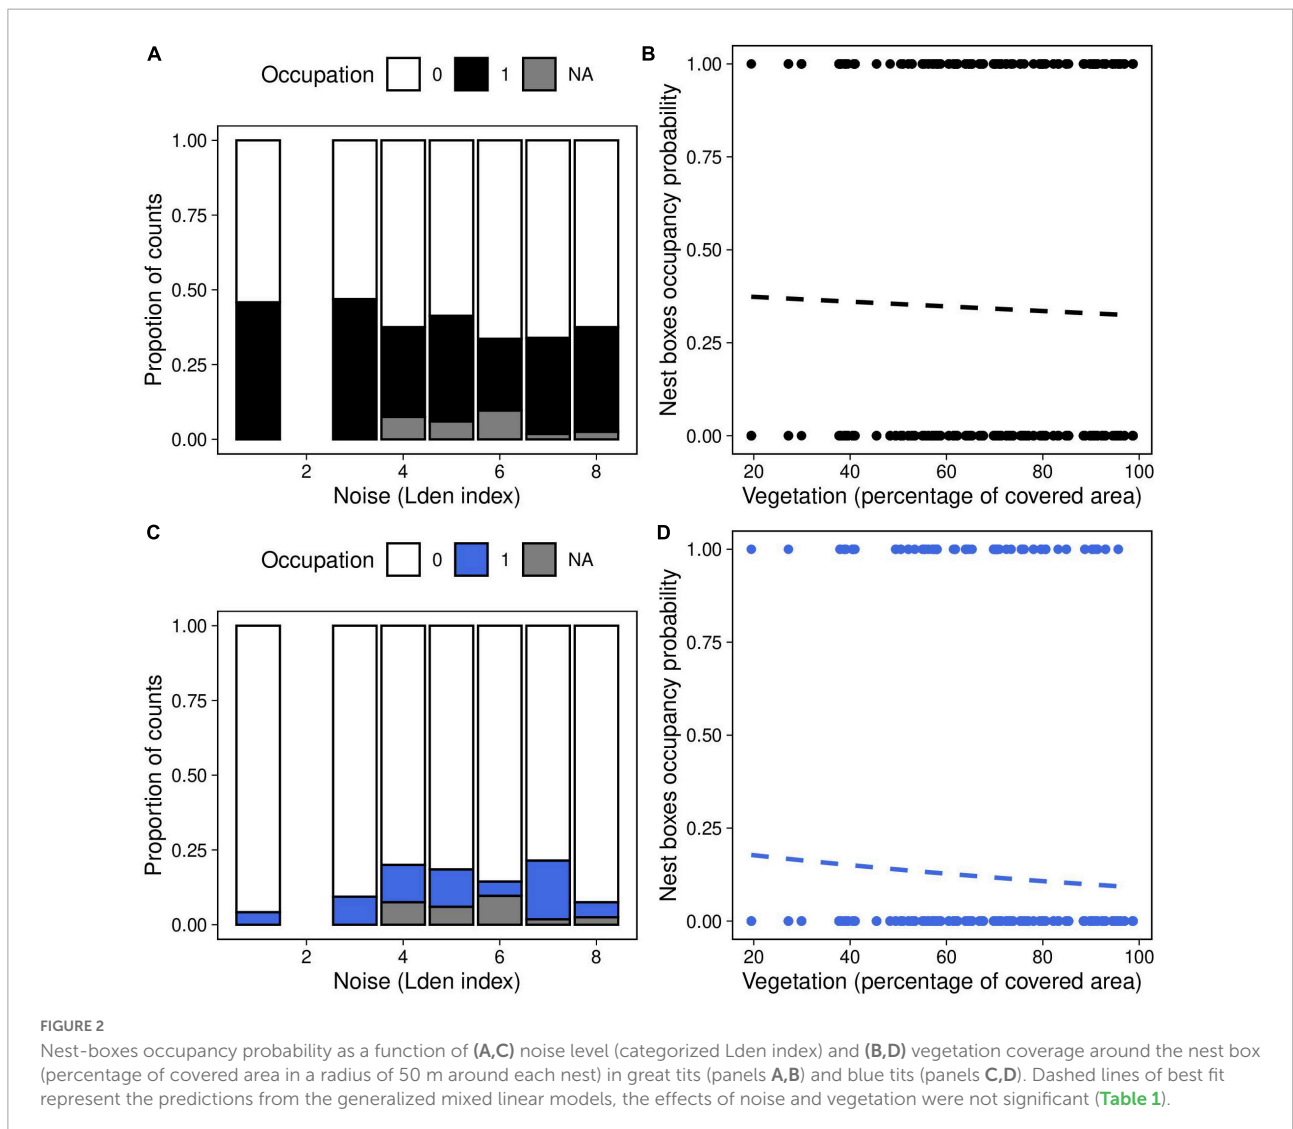 A
Occupation 0 1 NA
1.00
0.75
0.50
0.25
0.00
Propotion of counts
2 4 6 8
Noise (Lden index)
B
1.00
0.75
0.50
0.25
0.00
Nest boxes occupancy probability
20 40 60 80 100
Vegetation (percentage of covered area)
C
Occupation 0 1 NA
1.00
0.75
0.50
0.25
0.00
Proportion of counts
2 4 6 8
Noise (Lden index)
D
1.00
0.75
0.50
0.25
0.00
Nest boxes occupancy probability
20 40 60 80 100
Vegetation (percentage of covered area)
FIGURE 2
Nest-boxes occupancy probability as a function of (A,C) noise level (categorized Lden index) and (B,D) vegetation coverage around the nest box
(percentage of covered area in a radius of 50 m around each nest) in great tits (panels A,B) and blue tits (panels C,D). Dashed lines of best fit
represent the predictions from the generalized mixed linear models, the effects of noise and vegetation were not significant (Table 1).